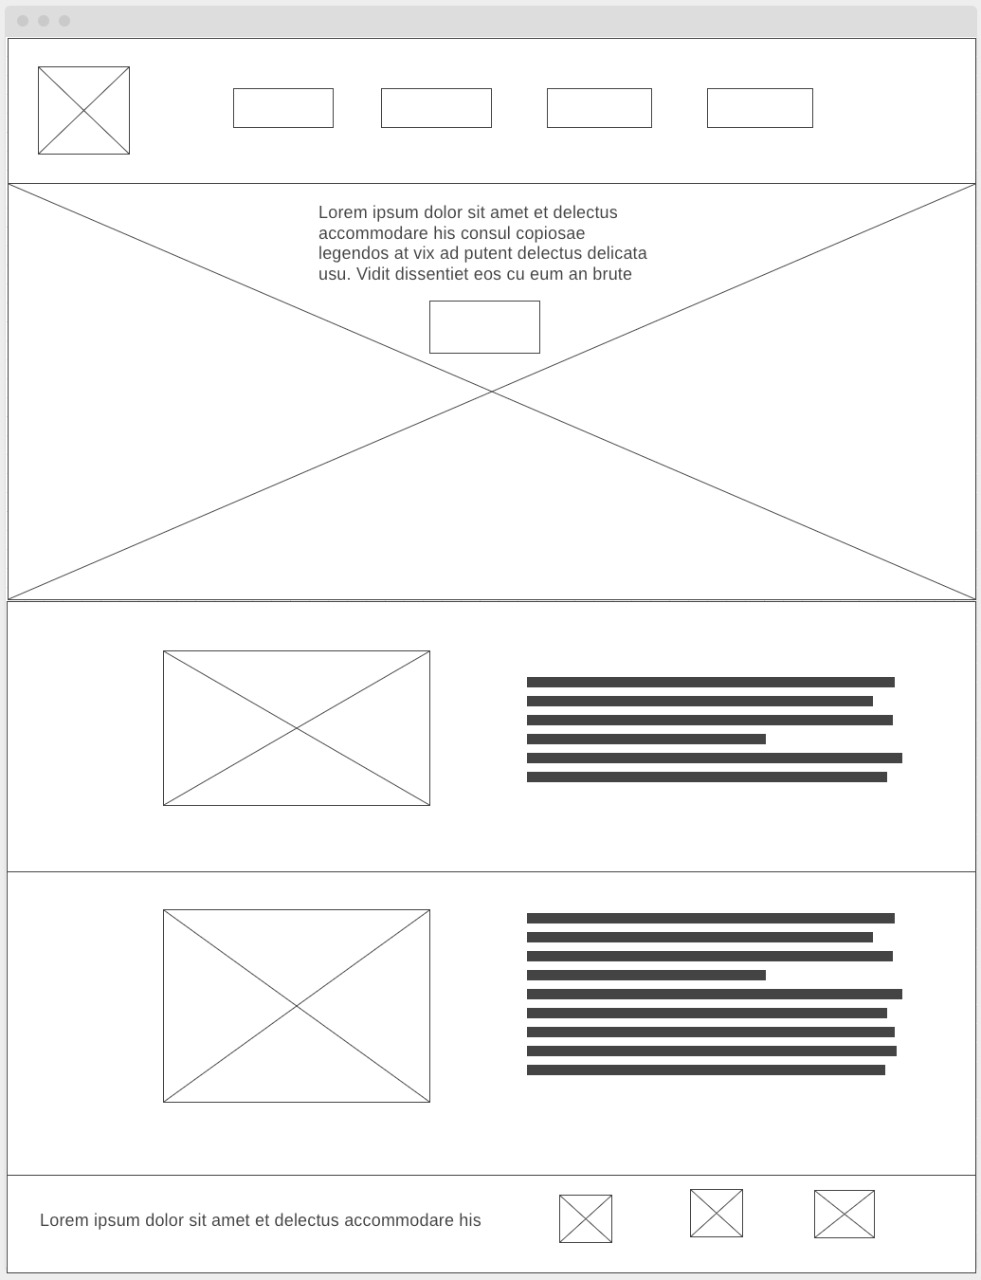 Lorem ipsum dolor sit amet et delectus
accommodare his consul copiosae
legendos at vix ad putent delectus delicata
usu. Vidit dissentiet eos cu eum an brute
Lorem ipsum dolor sit amet et delectus accommodare his